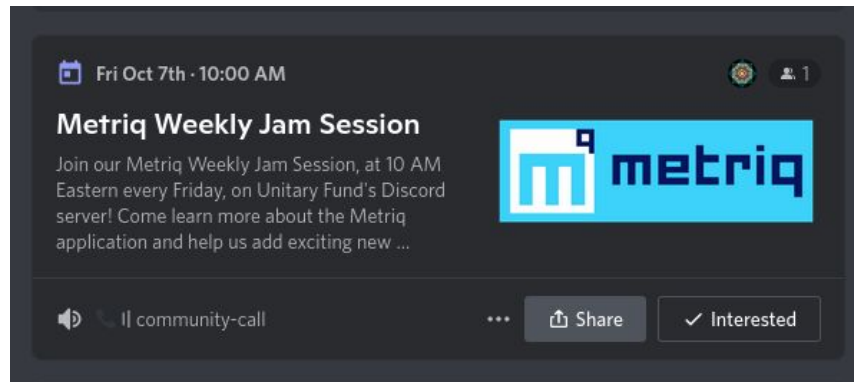 Fri Oct 7th · 10:00 AM
1
Metriq Weekly Jam Session
Join our Metriq Weekly Jam Session, at 10 AM
Eastern every Friday, on Unitary Fund's Discord
server! Come learn more about the Metriq
application and help us add exciting new ...
mq metriq
community-call
Share
Interested